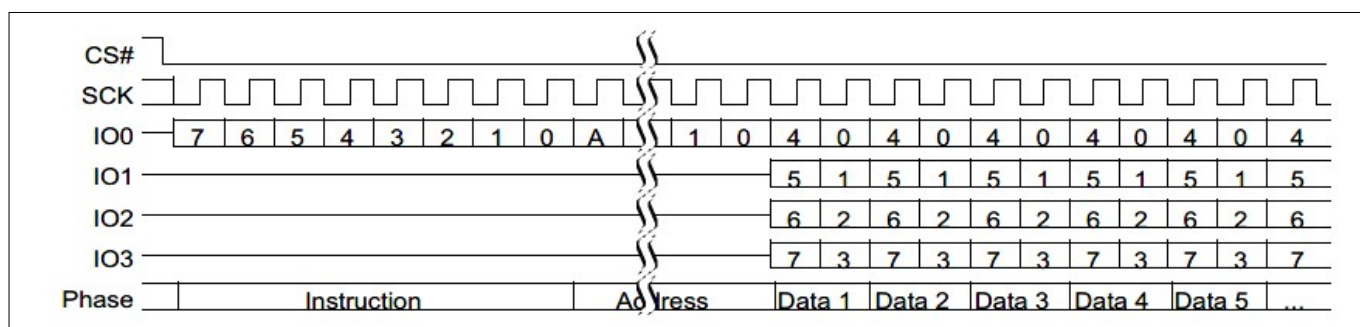 CS#
SCK
IO0 7 6 5 4 3 2 1 0 A 1 0 4 0 4 0 4 0 4 0 4 0 4
IO1 5 1 5 1 5 1 5 1 5 1 5
IO2 6 2 6 2 6 2 6 2 6 2 6
IO3 7 3 7 3 7 3 7 3 7 3 7
Phase Instruction Address Data 1 Data 2 Data 3 Data 4 Data 5 ...